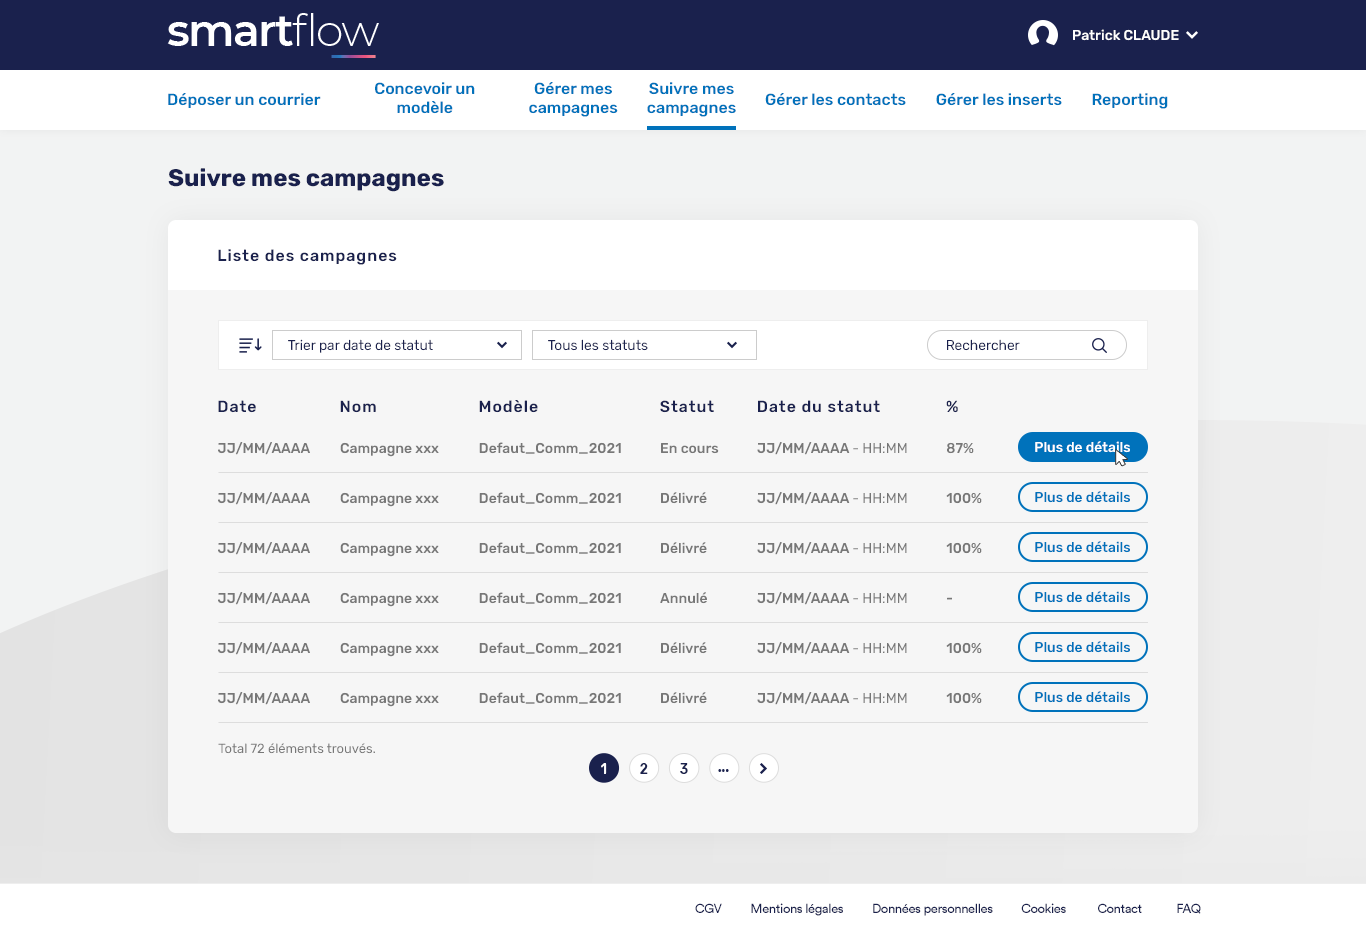 smartflow
Patrick CLAUDE
Déposer un courrier
Concevoir un
modèle
Gérer mes
campagnes
Suivre mes
campagnes
Gérer les contacts
Gérer les inserts
Reporting
Suivre mes campagnes
Liste des campagnes
Trier par date de statut
Tous les statuts
Rechercher
Date Nom Modèle Statut Date du statut %
JJ/MM/AAAA Campagne xxx Defaut_Comm_2021 En cours JJ/MM/AAAA - HH:MM 87% Plus de détails
JJ/MM/AAAA Campagne xxx Defaut_Comm_2021 Délivré JJ/MM/AAAA - HH:MM 100% Plus de détails
JJ/MM/AAAA Campagne xxx Defaut_Comm_2021 Délivré JJ/MM/AAAA - HH:MM 100% Plus de détails
JJ/MM/AAAA Campagne xxx Defaut_Comm_2021 Annulé JJ/MM/AAAA - HH:MM - Plus de détails
JJ/MM/AAAA Campagne xxx Defaut_Comm_2021 Délivré JJ/MM/AAAA - HH:MM 100% Plus de détails
JJ/MM/AAAA Campagne xxx Defaut_Comm_2021 Délivré JJ/MM/AAAA - HH:MM 100% Plus de détails
Total 72 éléments trouvés.
1 2 3 ...
CGV Mentions légales Données personnelles Cookies Contact FAQ